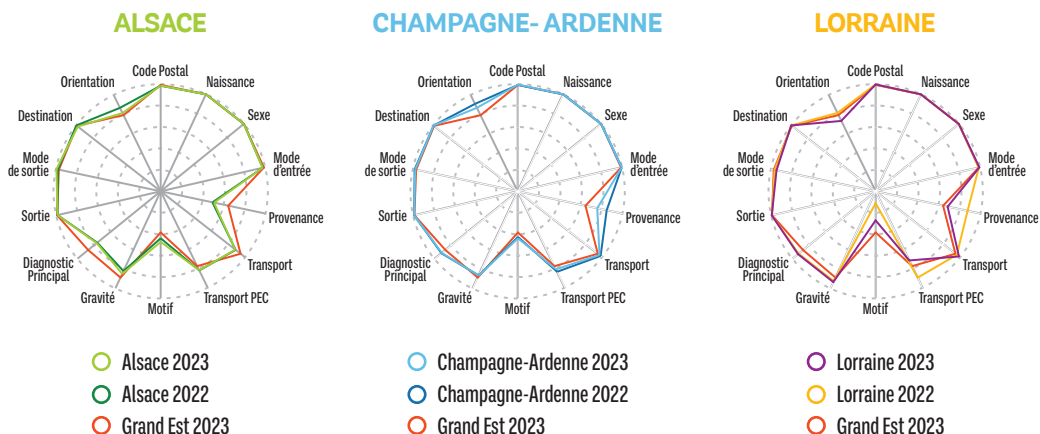 ALSACE
Code Postal
Naissance
Sexe
Mode
d'entrée
Provenance
Transport
Transport PEC
Motif
Gravité
Diagnostic
Principal
Sortie
Mode
de sortie
Destination
Orientation
Alsace 2023
Alsace 2022
Grand Est 2023
CHAMPAGNE- ARDENNE
Code Postal
Naissance
Sexe
Mode
d'entrée
Provenance
Transport
Transport PEC
Motif
Gravité
Diagnostic
Principal
Sortie
Mode
de sortie
Destination
Orientation
Champagne-Ardenne 2023
Champagne-Ardenne 2022
Grand Est 2023
LORRAINE
Code Postal
Naissance
Sexe
Mode
d'entrée
Provenance
Transport
Transport PEC
Motif
Gravité
Diagnostic
Principal
Sortie
Mode
de sortie
Destination
Orientation
Lorraine 2023
Lorraine 2022
Grand Est 2023